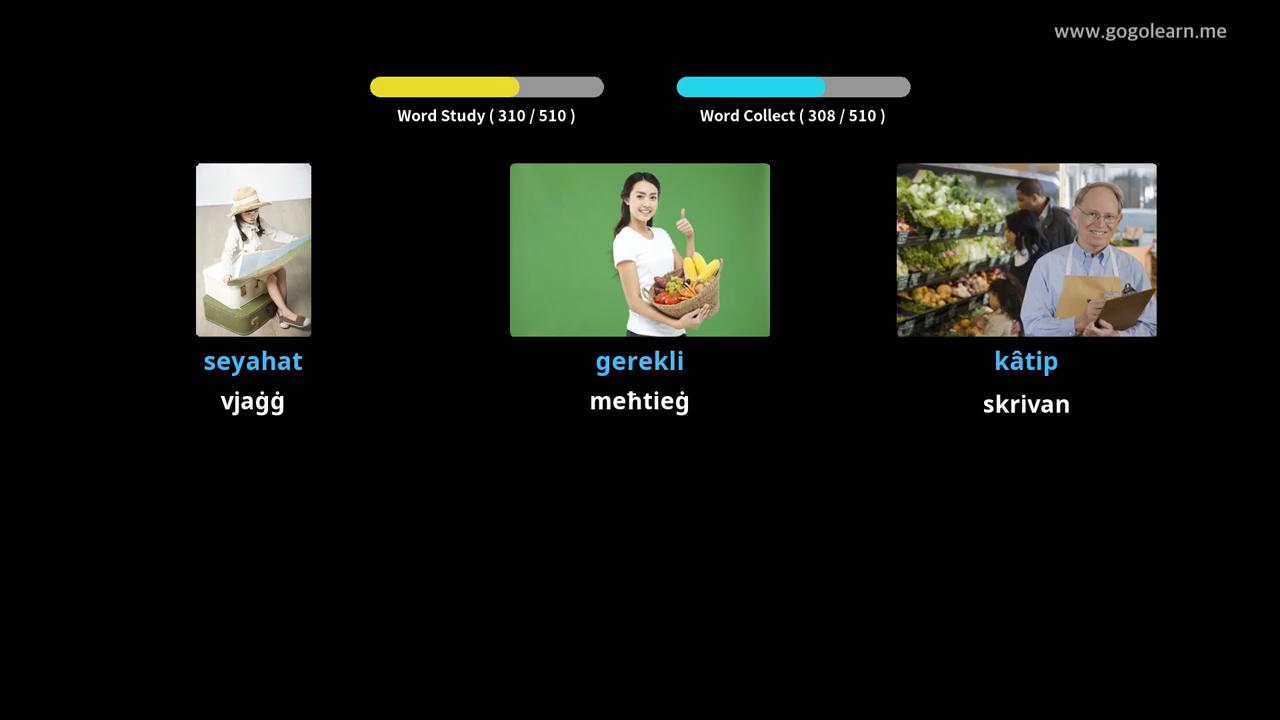 www.gogolearn.me
Word Study ( 310 / 510 )
Word Collect ( 308 / 510 )
seyahat
vjaġġ
gerekli
meħtieġ
kâtip
skrivan